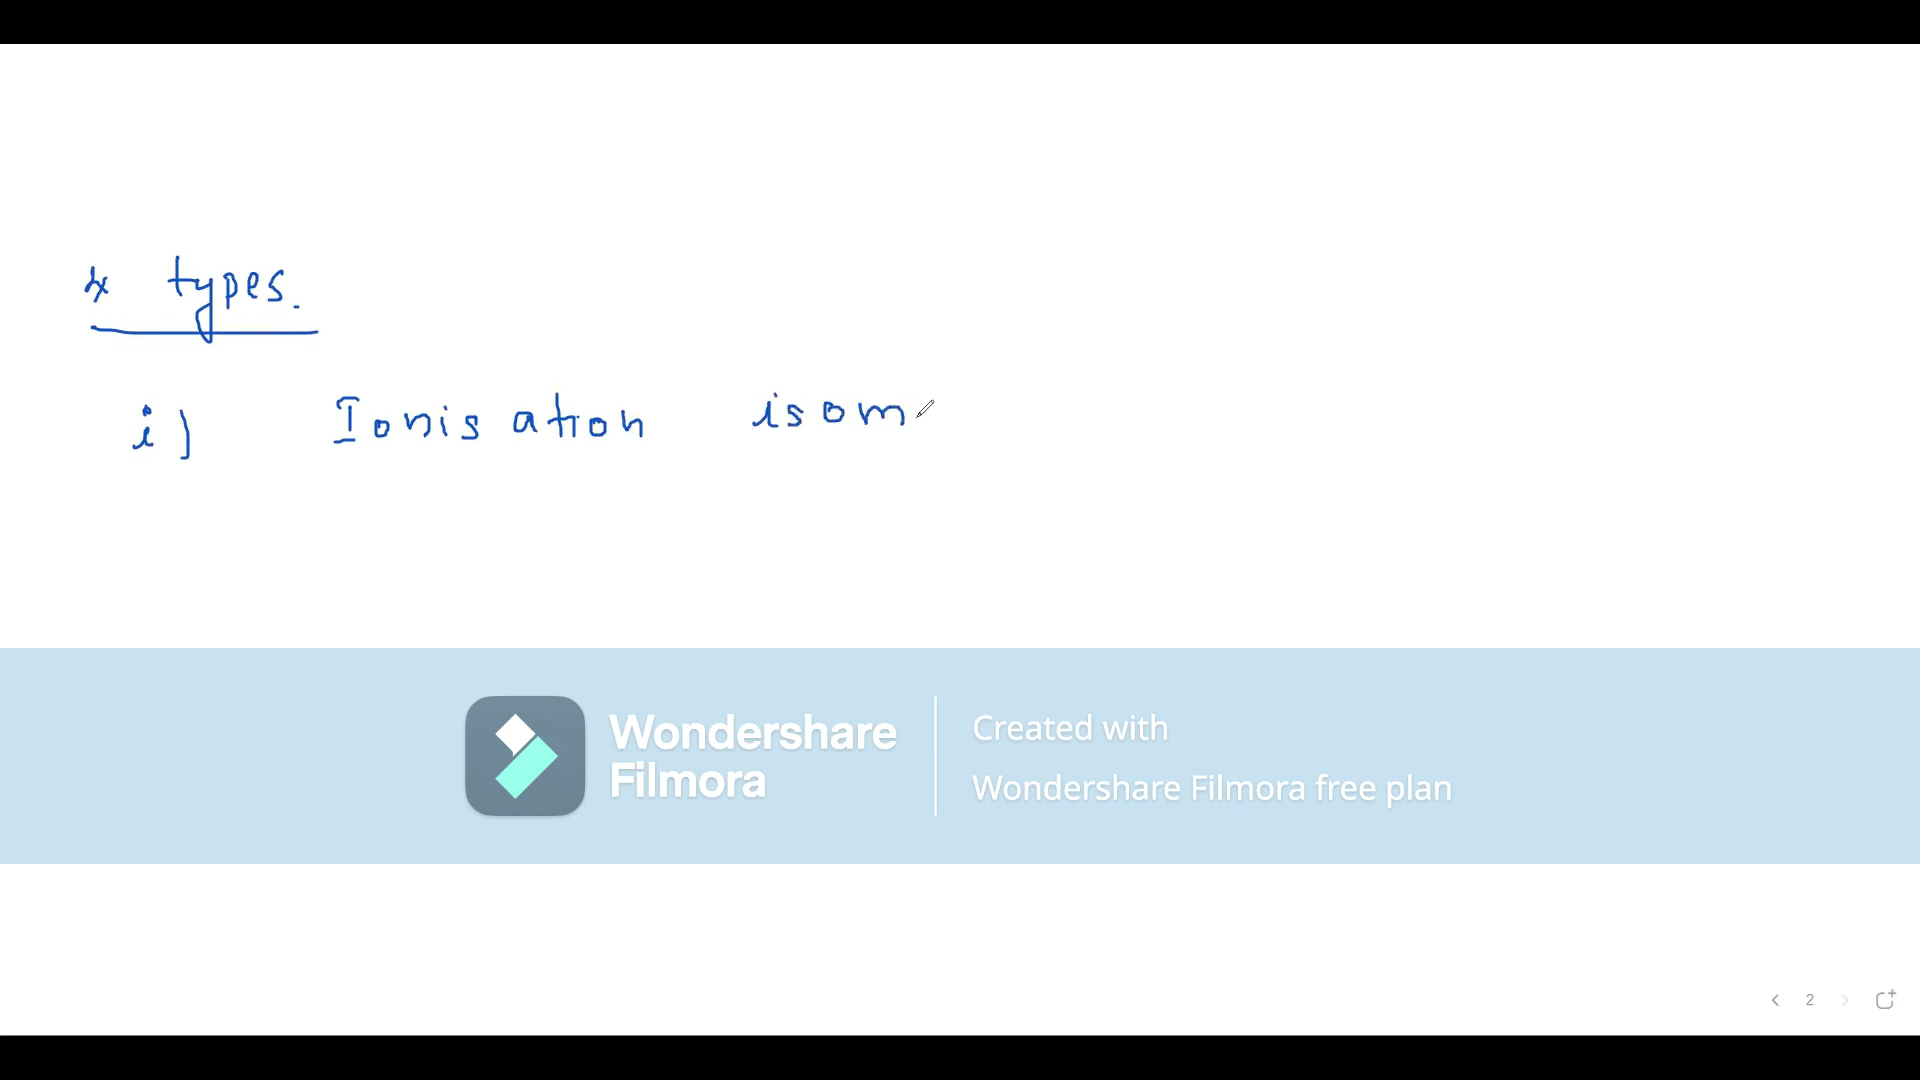 * types.
i) Ionisation isom
Wondershare
Filmora
Created with
Wondershare Filmora free plan
2